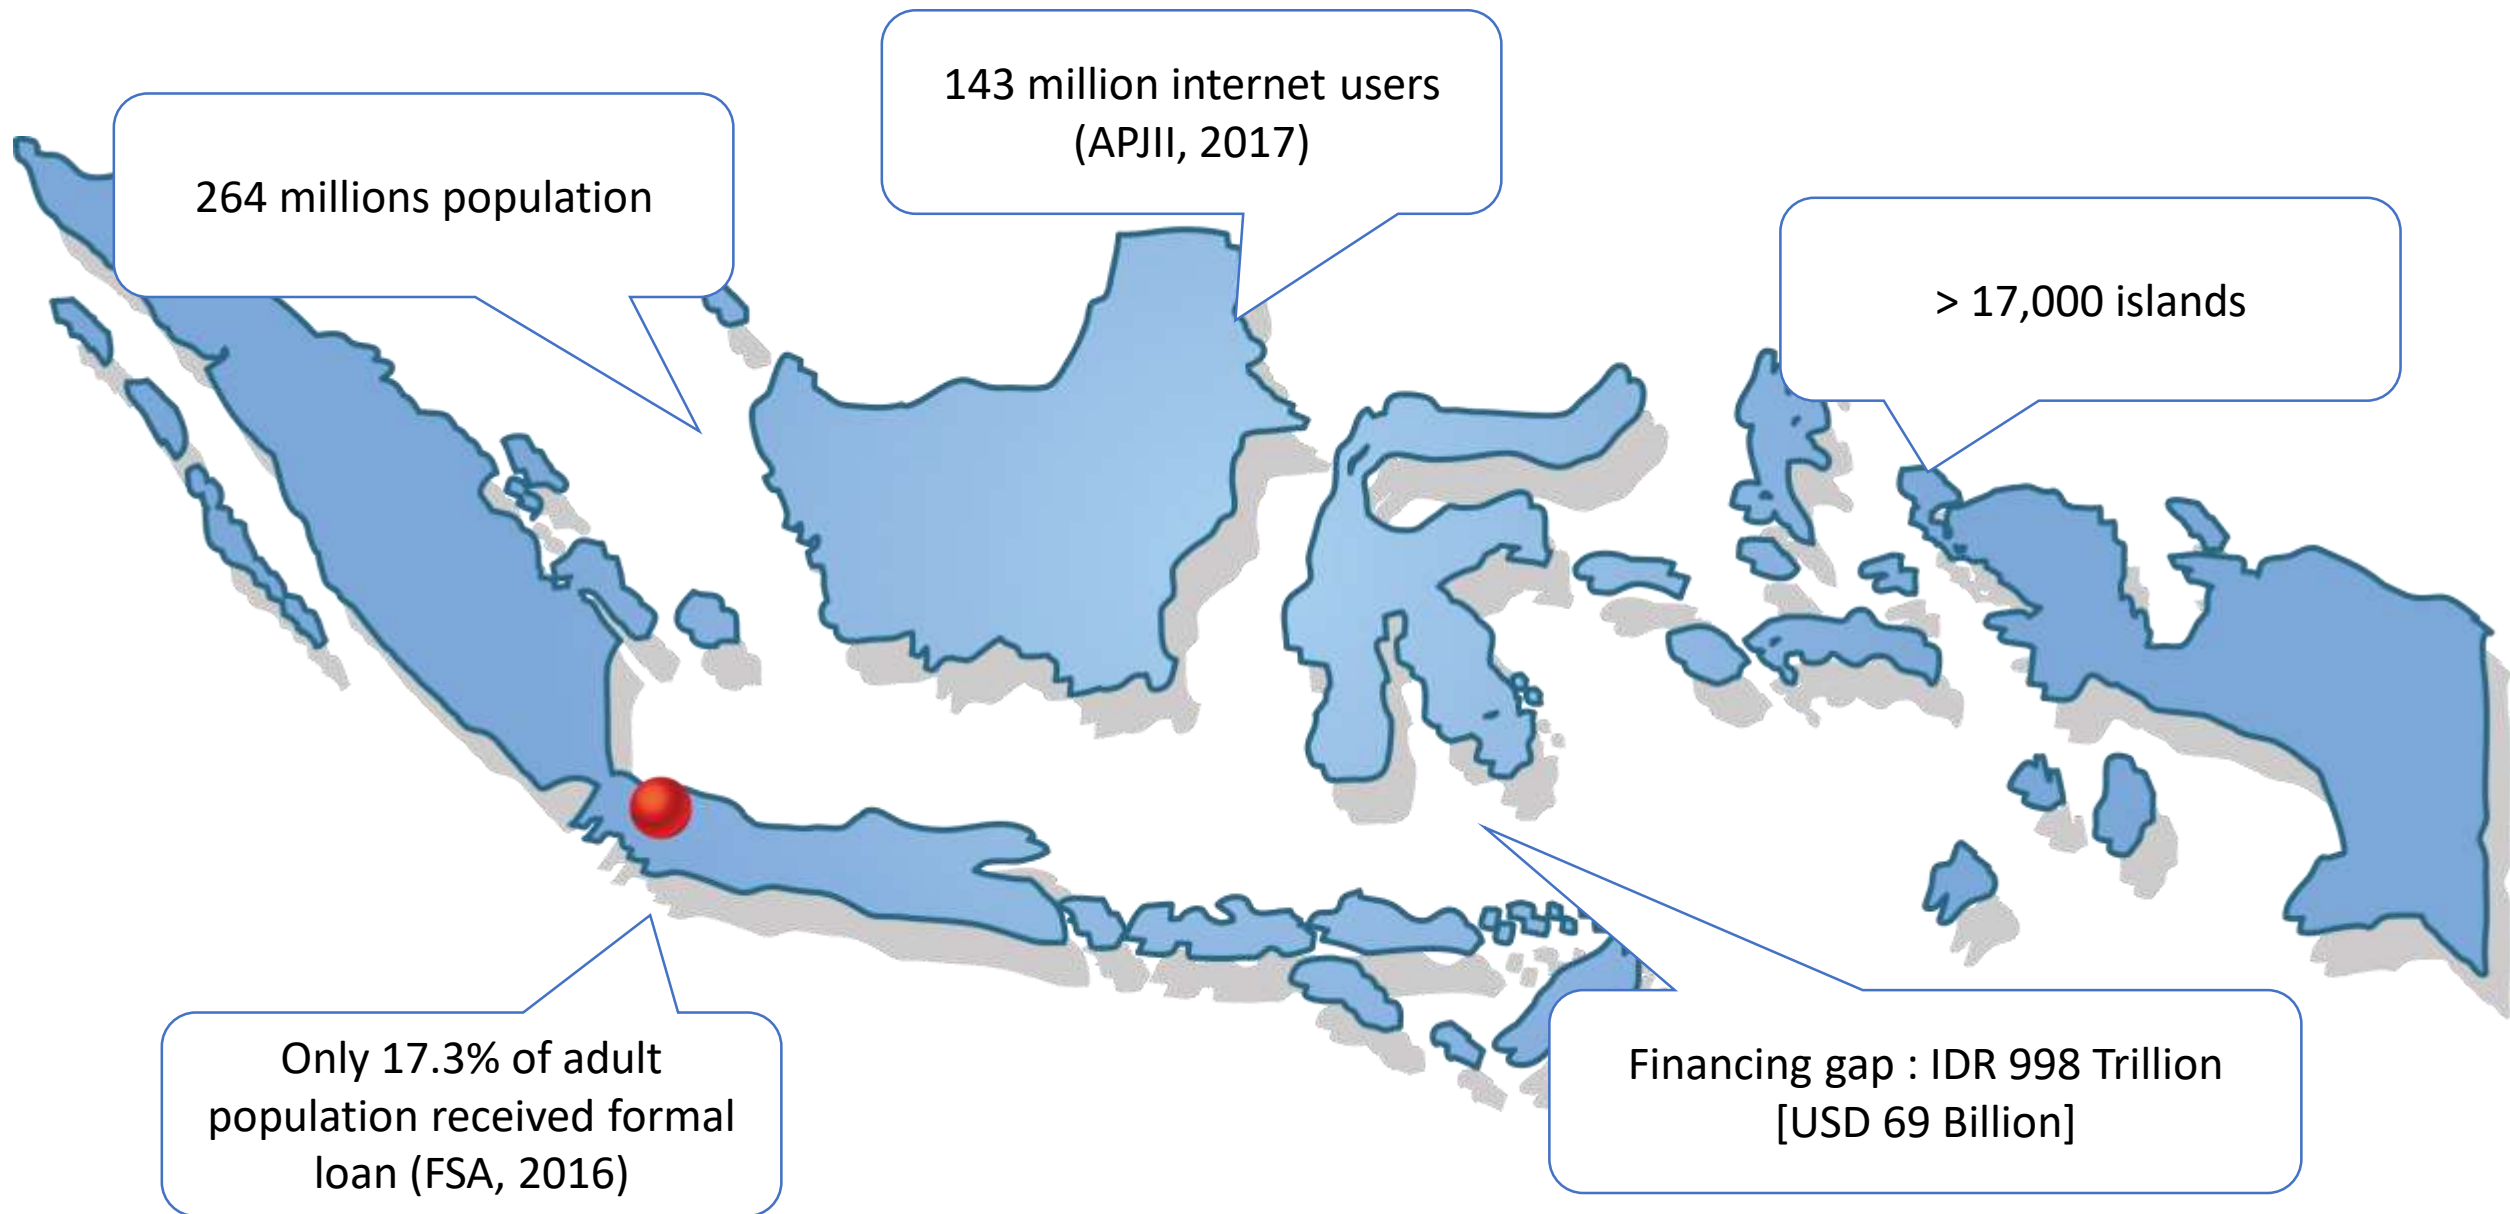 143 million internet users
(APJII, 2017)
264 millions population
> 17,000 islands
Only 17.3% of adult
population received formal
loan (FSA, 2016)
Financing gap : IDR 998 Trillion
[USD 69 Billion]